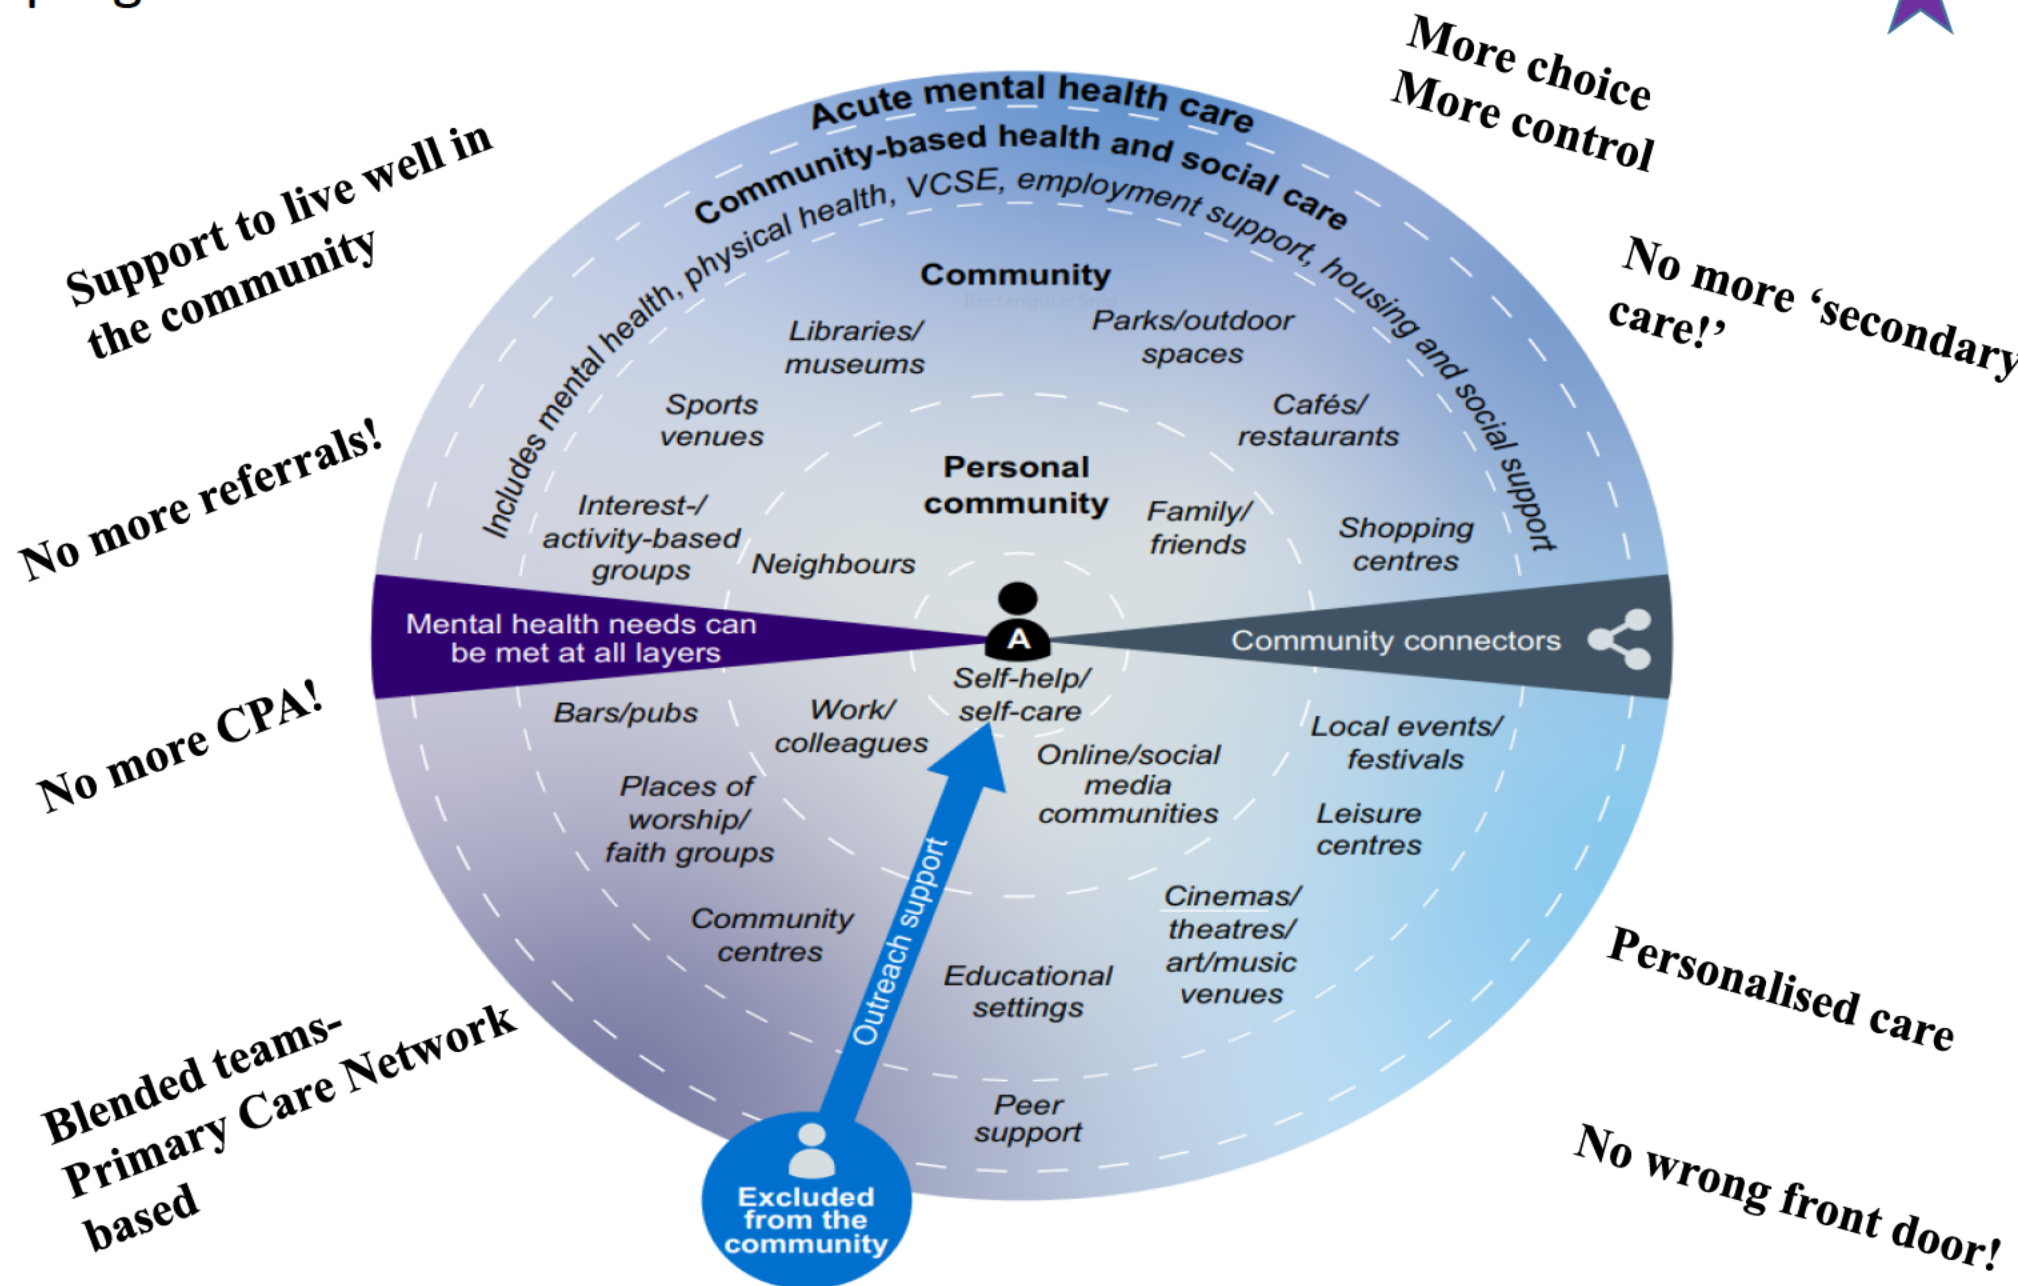 More choice
More control
Support to live well in
the community
No more ‘secondary
care!’
No more referrals!
No more CPA!
Blended teams-
Primary Care Network
based
Personalised care
No wrong front door!
Acute mental health care
Community-based health and social care
Includes mental health, physical health, VCSE, employment support, housing and social support
Community
Rectangular Snip
Libraries/
museums
Parks/outdoor
spaces
Sports
venues
Cafés/
restaurants
Personal
community
Interest-/
activity-based
groups
Neighbours
Family/
friends
Shopping
centres
Mental health needs can
be met at all layers
A
Community connectors
Self-help/
self-care
Bars/pubs
Work/
colleagues
Online/social
media
communities
Local events/
festivals
Places of
worship/
faith groups
Leisure
centres
Community
centres
Outreach support
Educational
settings
Cinemas/
theatres/
art/music
venues
Peer
support
Excluded
from the
community